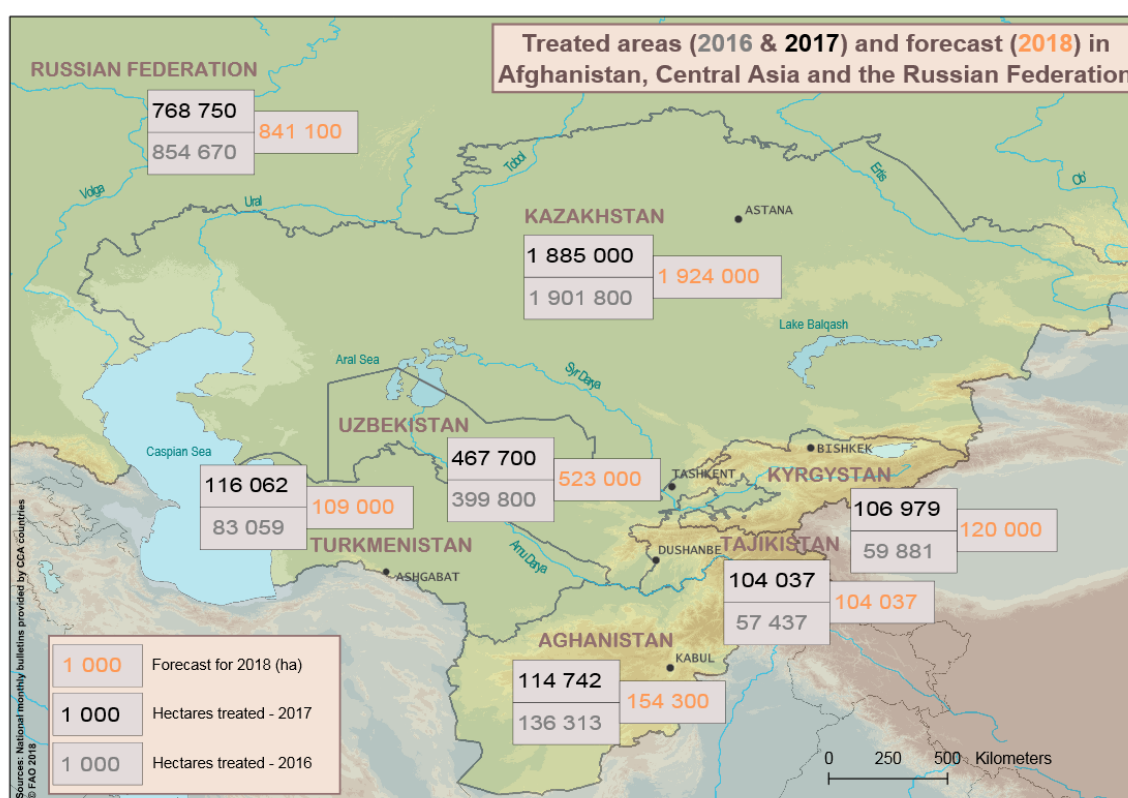 Treated areas (2016 & 2017) and forecast (2018) in
Afghanistan, Central Asia and the Russian Federation
RUSSIAN FEDERATION
768 750
841 100
854 670
Volga
Ural
Tobol
Ertis
Ob'
KAZAKHSTAN
ASTANA
1 885 000
1 924 000
1 901 800
Lake Balqash
Aral Sea
Syr Darya
UZBEKISTAN
467 700
523 000
399 800
Caspian Sea
116 062
109 000
83 059
TURKMENISTAN
ASHGABAT
Amu Darya
TASHKENT
BISHKEK
KYRGYSTAN
106 979
120 000
59 881
DUSHANBE
TAJIKISTAN
104 037
104 037
57 437
AGHANISTAN
KABUL
114 742
154 300
136 313
1 000 Forecast for 2018 (ha)
1 000 Hectares treated - 2017
1 000 Hectares treated - 2016
0 250 500 Kilometers
Sources: National monthly bulletins provided by CCA countries
© FAO 2018